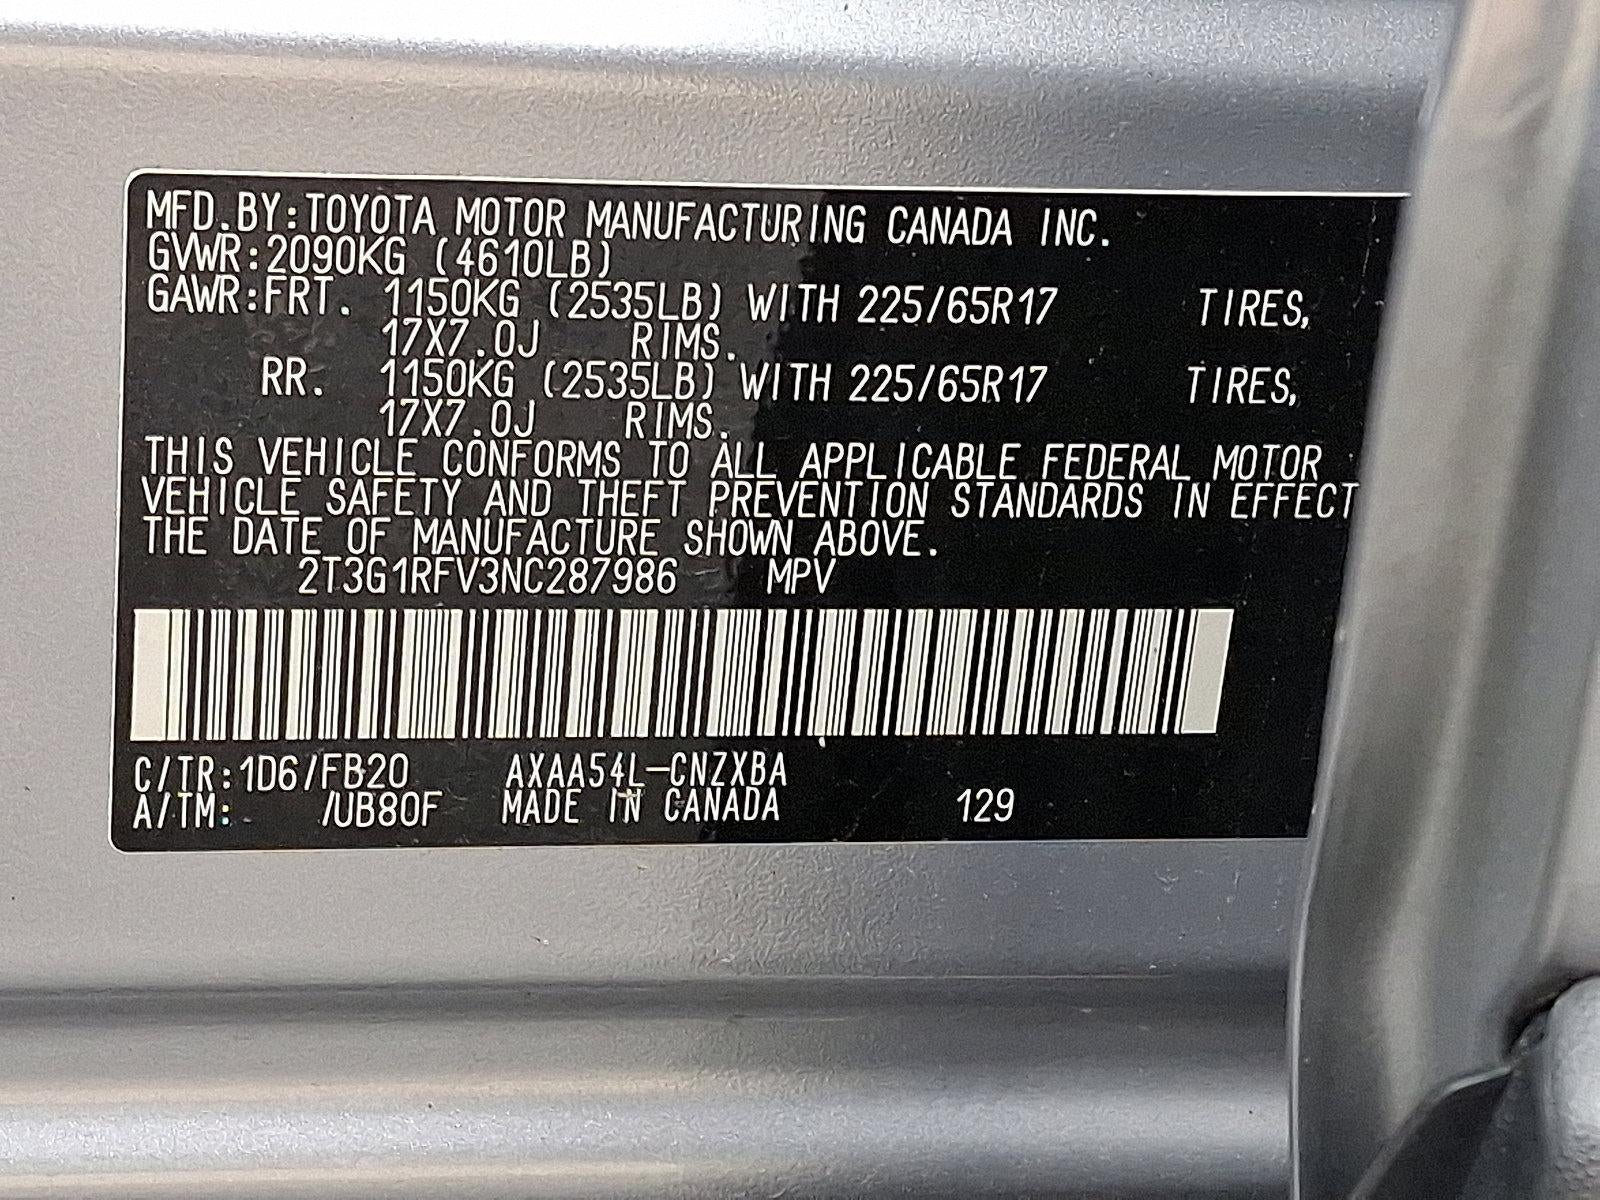 MFD.BY:TOYOTA MOTOR MANUFACTURING CANADA INC.
GVWR:2090KG (4610LB)
GAWR:FRT. 1150KG (2535LB) WITH 225/65R17 TIRES,
17X7.0J RIMS.
RR. 1150KG (2535LB) WITH 225/65R17 TIRES,
17X7.0J RIMS.
THIS VEHICLE CONFORMS TO ALL APPLICABLE FEDERAL MOTOR
VEHICLE SAFETY AND THEFT PREVENTION STANDARDS IN EFFECT
THE DATE OF MANUFACTURE SHOWN ABOVE.
2T3G1RFV3NC287986 MPV
C/TR:1D6/FB20 AXAA54L-CNZXBA
A/TM: /UB80F MADE IN CANADA 129